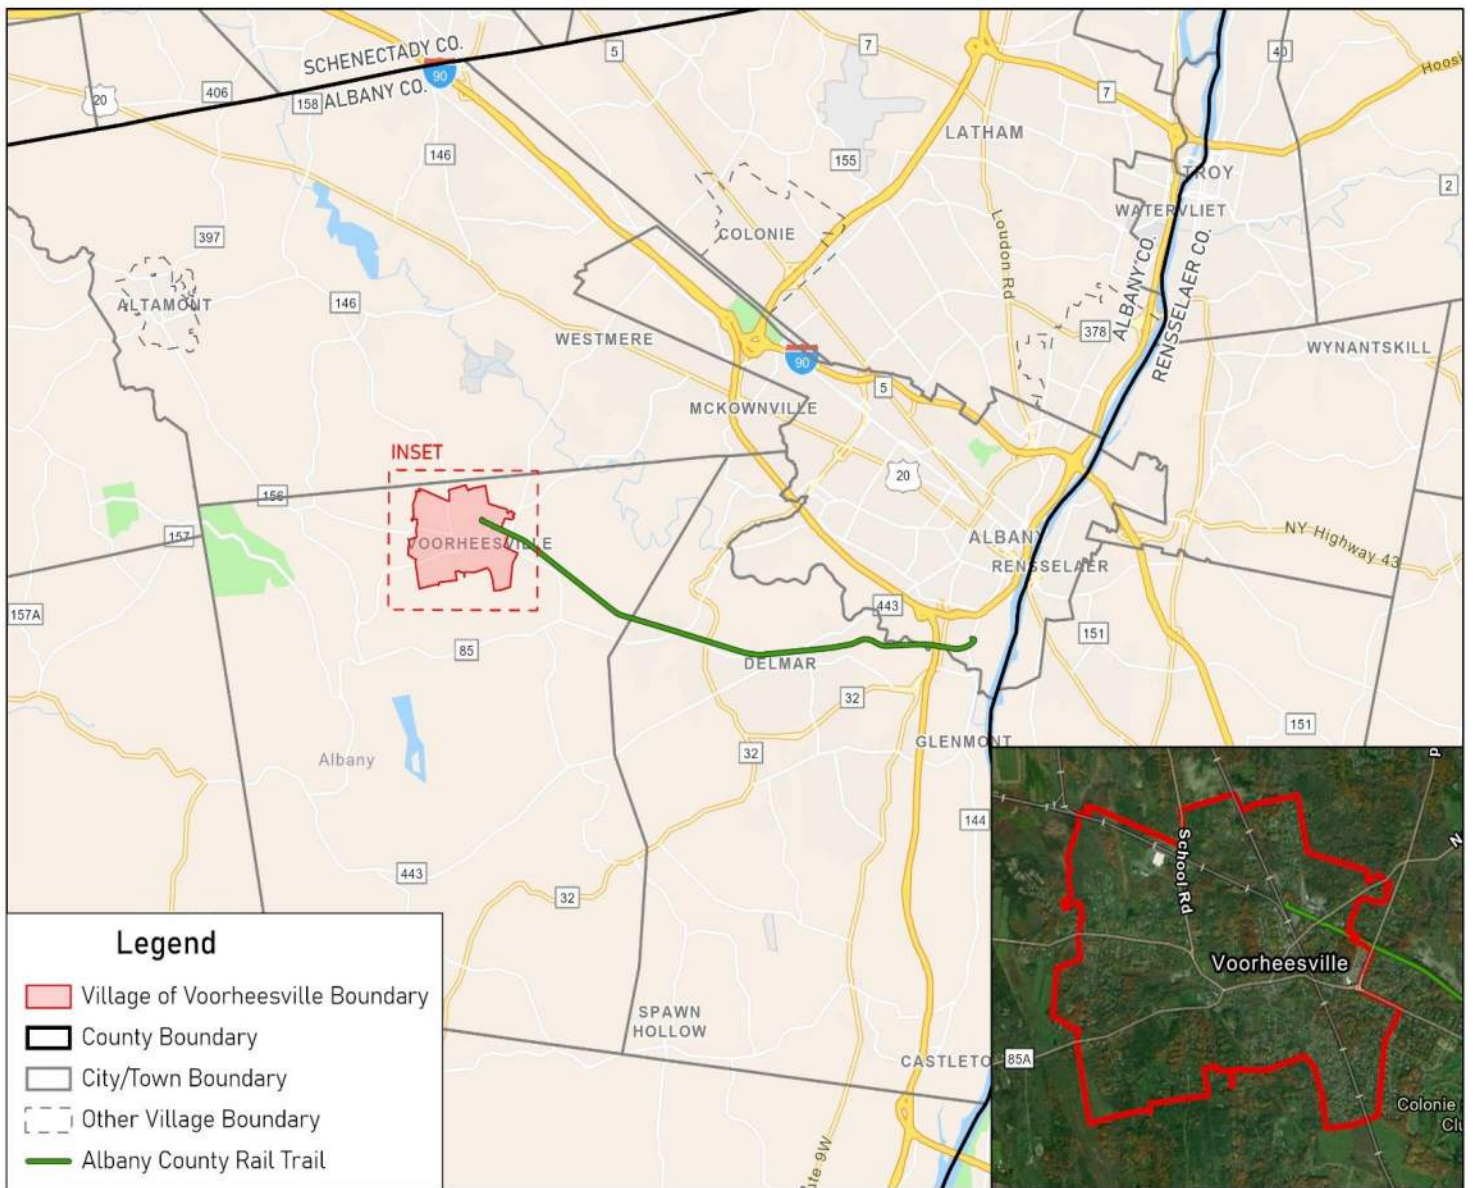 SCHENECTADY CO.
ALBANY CO.
90
5
7
40
20
406
158
7
146
LATHAM
155
TROY
2
WATERVLIET
397
COLONIE
Loudon Rd
ALBANY CO.
RENSSELAER CO.
ALTAMONT
146
378
WESTMERE
WYNANTSKILL
90
5
MCKOWNVILLE
INSET
20
156
157
VOORHEESVILLE
ALBANY
NY Highway 43
RENSSELAER
157A
443
151
85
DELMAR
32
151
GLENMONT
32
Albany
144
443
32
SPAWN
HOLLOW
CASTLETO
Legend
Village of Voorheesville Boundary
County Boundary
City/Town Boundary
Other Village Boundary
Albany County Rail Trail
School Rd
Voorheesville
85A
Colonie